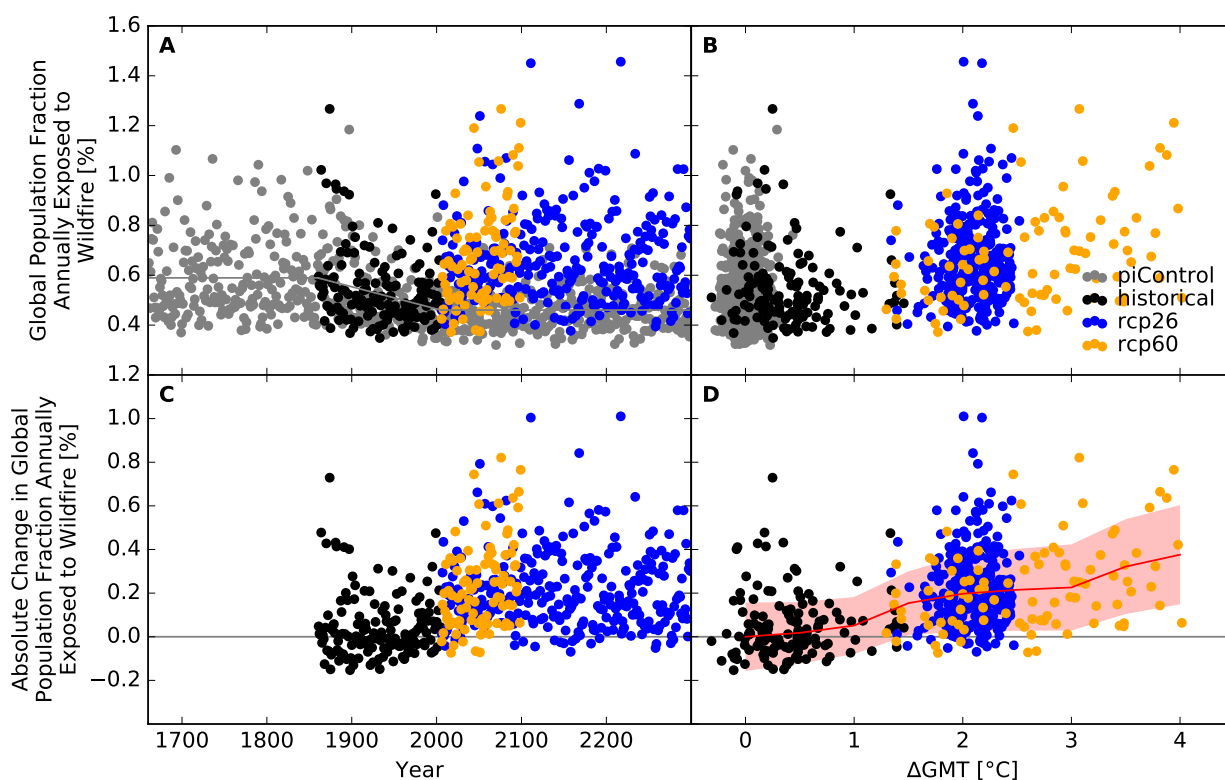 Global Population Fraction
Annually Exposed to
Wildfire [%]
1.6
1.4
1.2
1.0
0.8
0.6
0.4
0.2
A
B
piControl
historical
rcp26
rcp60
Absolute Change in Global
Population Fraction Annually
Exposed to Wildfire [%]
1.2
1.0
0.8
0.6
0.4
0.2
0.0
−0.2
C
D
1700 1800 1900 2000 2100 2200
Year
0 1 2 3 4
ΔGMT [°C]